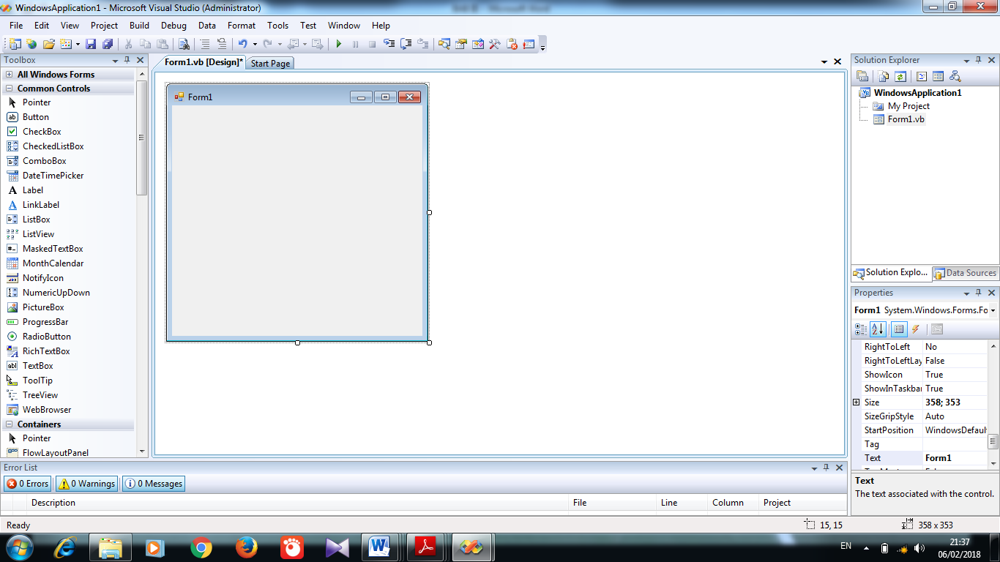 WindowsApplication1 - Microsoft Visual Studio (Administrator)
File Edit View Project Build Debug Data Format Tools Test Window Help
Toolbox
All Windows Forms
Common Controls
Pointer
Button
CheckBox
CheckedListBox
ComboBox
DateTimePicker
Label
LinkLabel
ListBox
ListView
MaskedTextBox
MonthCalendar
NotifyIcon
NumericUpDown
PictureBox
ProgressBar
RadioButton
RichTextBox
TextBox
ToolTip
TreeView
WebBrowser
Containers
Pointer
FlowLayoutPanel
Form1.vb [Design]* Start Page
Form1
Solution Explorer
WindowsApplication1
My Project
Form1.vb
Solution Explo... Data Sources
Properties
Form1 System.Windows.Forms.Fo
RightToLeft No
RightToLeftLay False
ShowIcon True
ShowInTaskbar True
Size 358; 353
SizeGripStyle Auto
StartPosition WindowsDefault
Tag
Text Form1
Text
The text associated with the control.
Error List
0 Errors 0 Warnings 0 Messages
Description File Line Column Project
Ready 15, 15 358 x 353
EN 21:37
06/02/2018